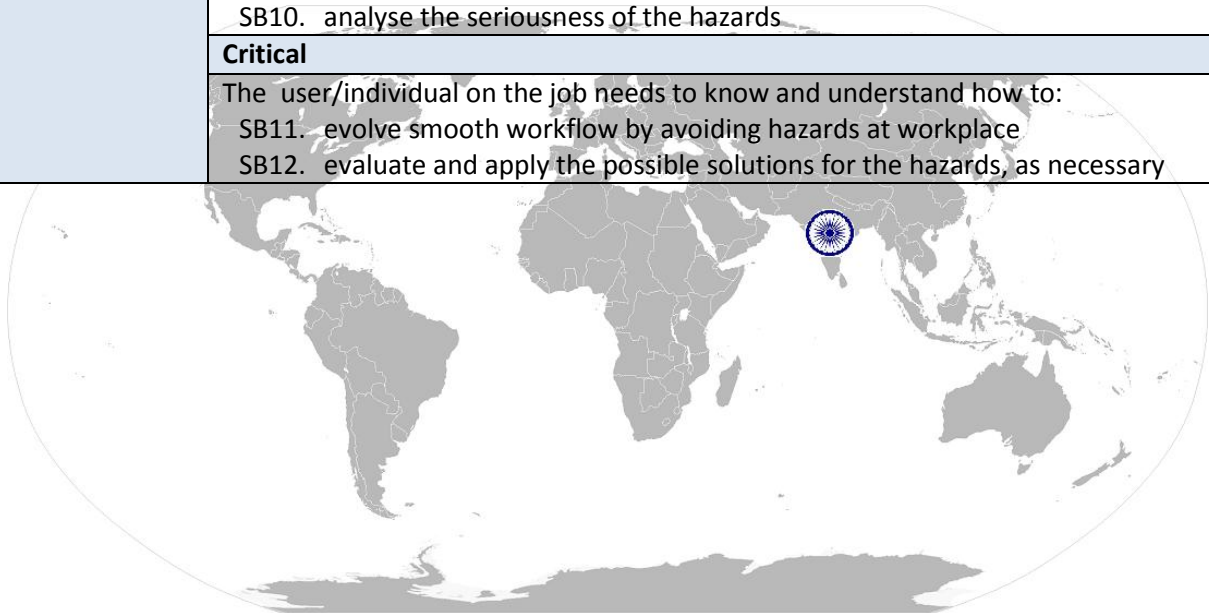 SB10. analyse the seriousness of the hazards
Critical
The user/individual on the job needs to know and understand how to:
SB11. evolve smooth workflow by avoiding hazards at workplace
SB12. evaluate and apply the possible solutions for the hazards, as necessary